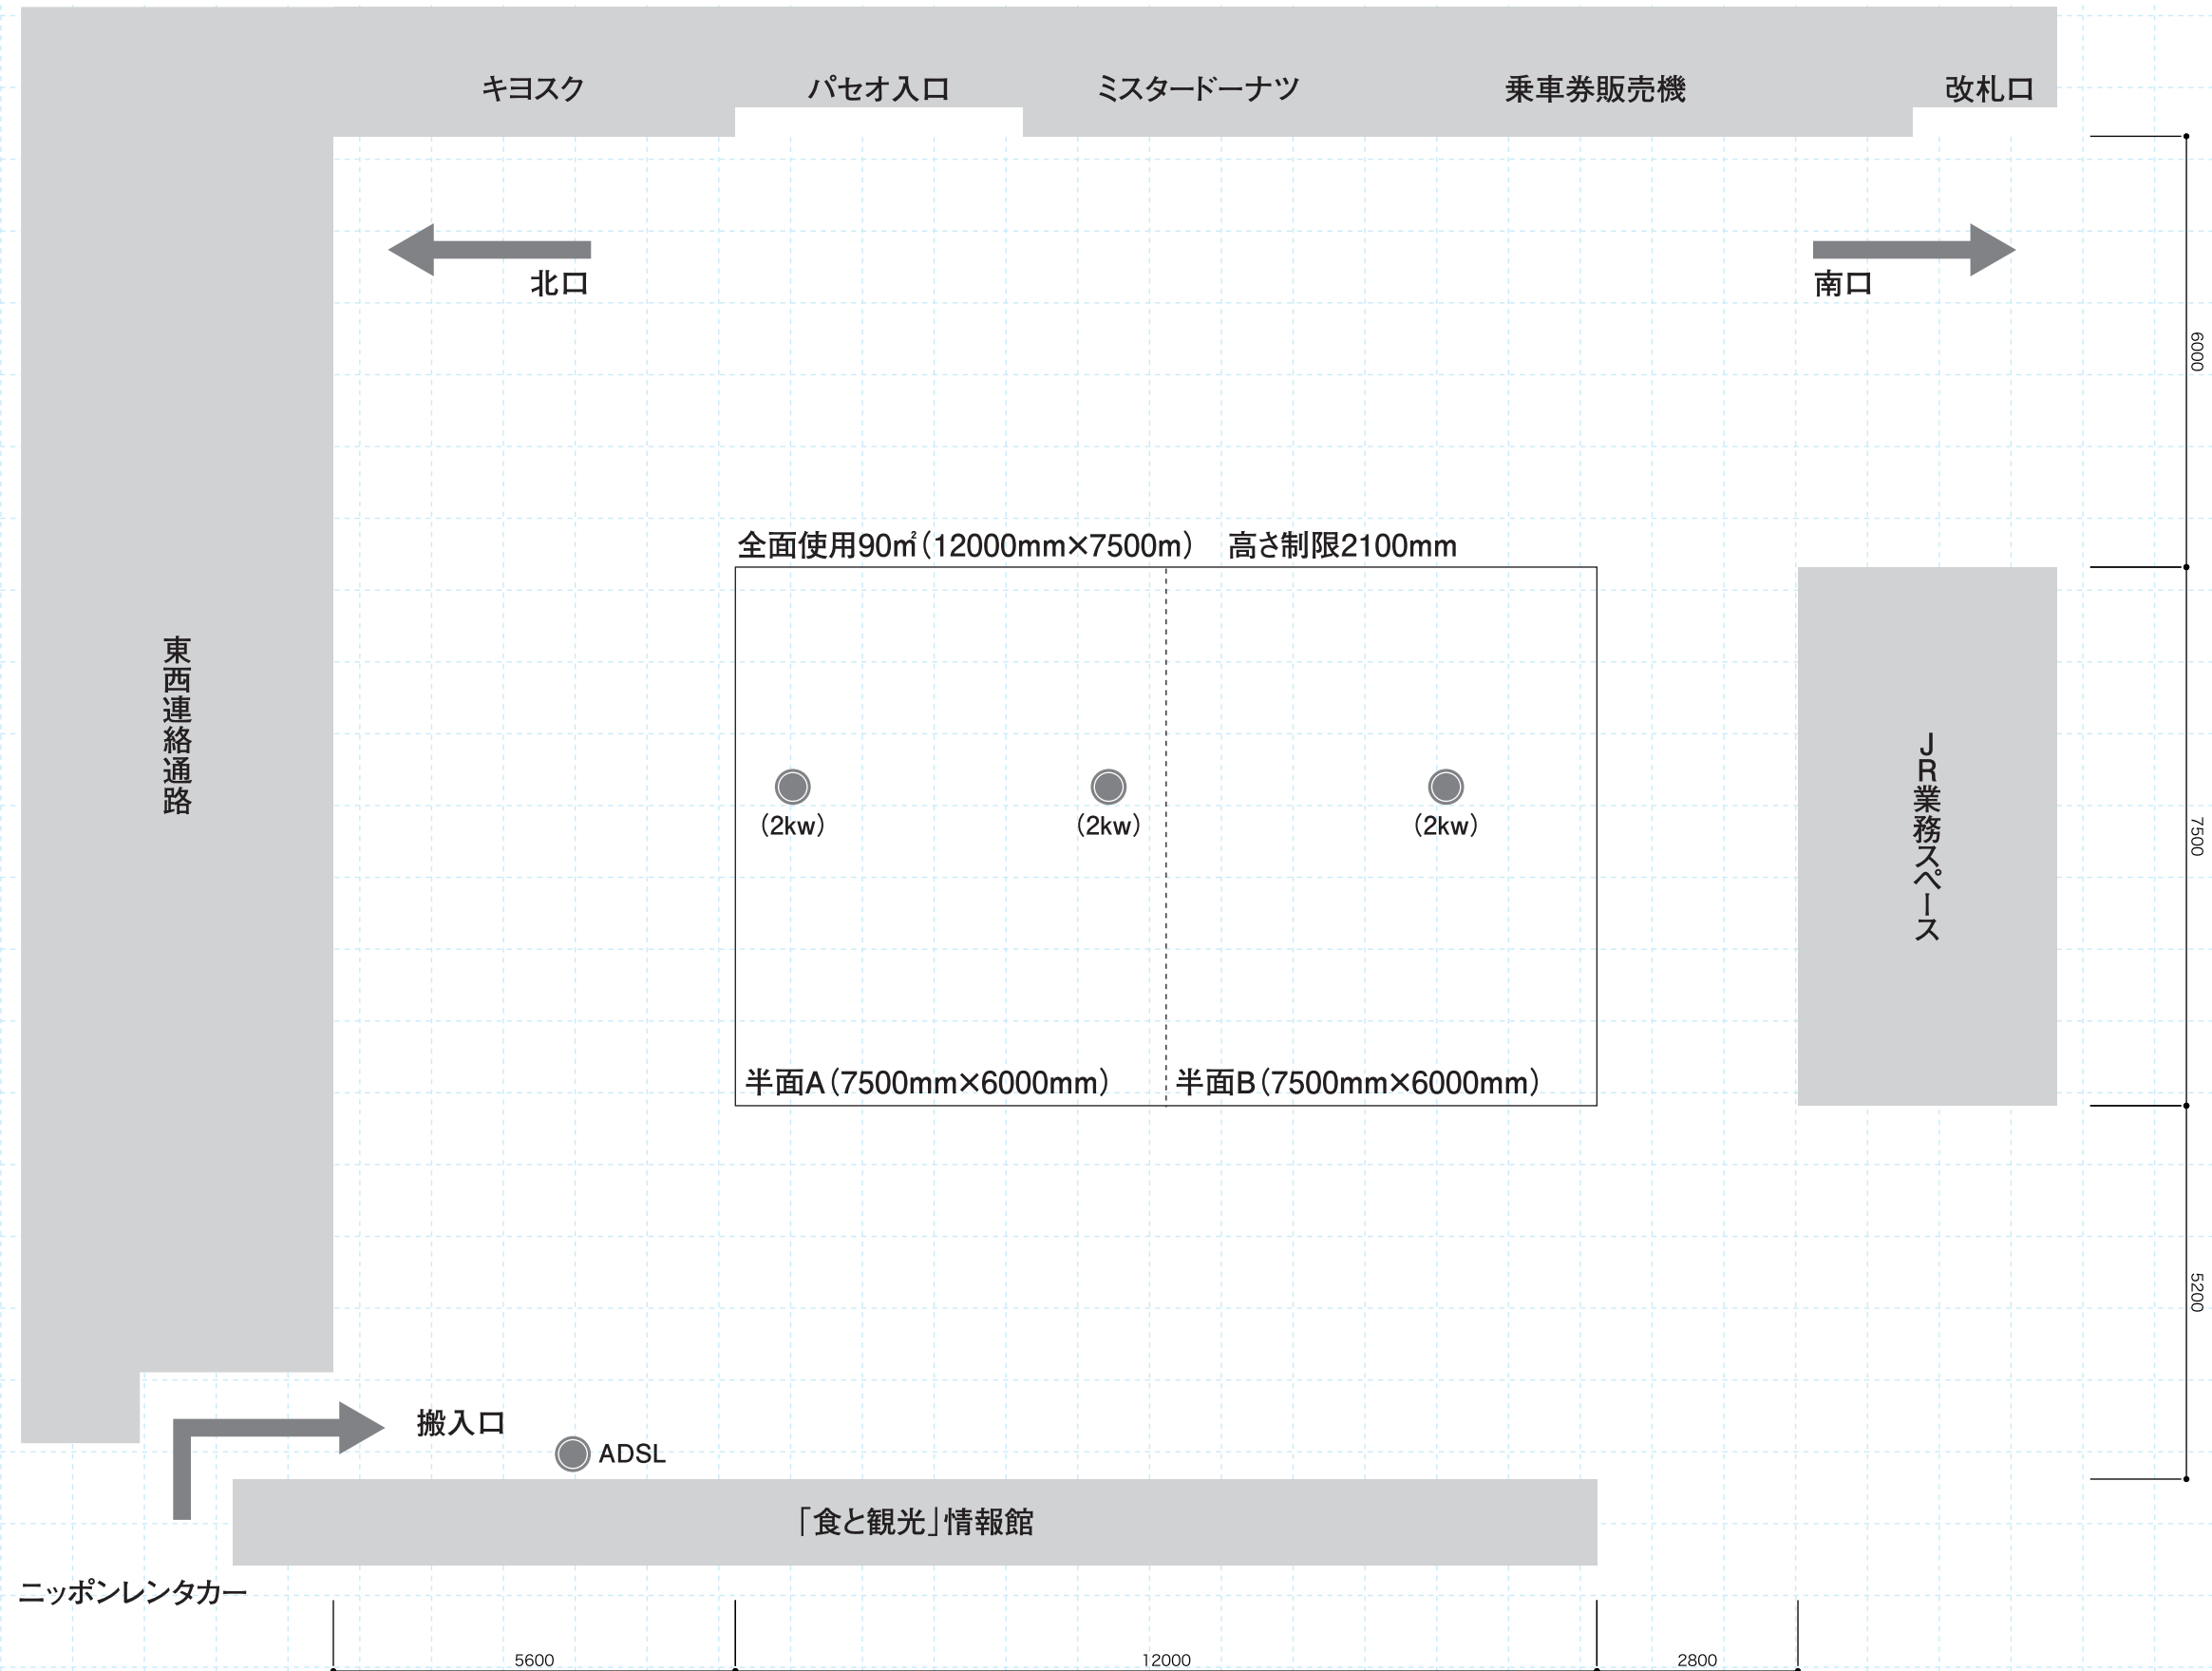 キヨスク
パセオ入口
ミスタードーナツ
乗車券販売機
改札口
北口
南口
6000
全面使用90㎡（12000mm×7500m）　高さ制限2100mm
東西連絡通路
（2kw）
（2kw）
（2kw）
JR業務スペース
7500
半面A（7500mm×6000mm）
半面B（7500mm×6000mm）
5200
搬入口
ADSL
「食と観光」情報館
ニッポンレンタカー
5600
12000
2800